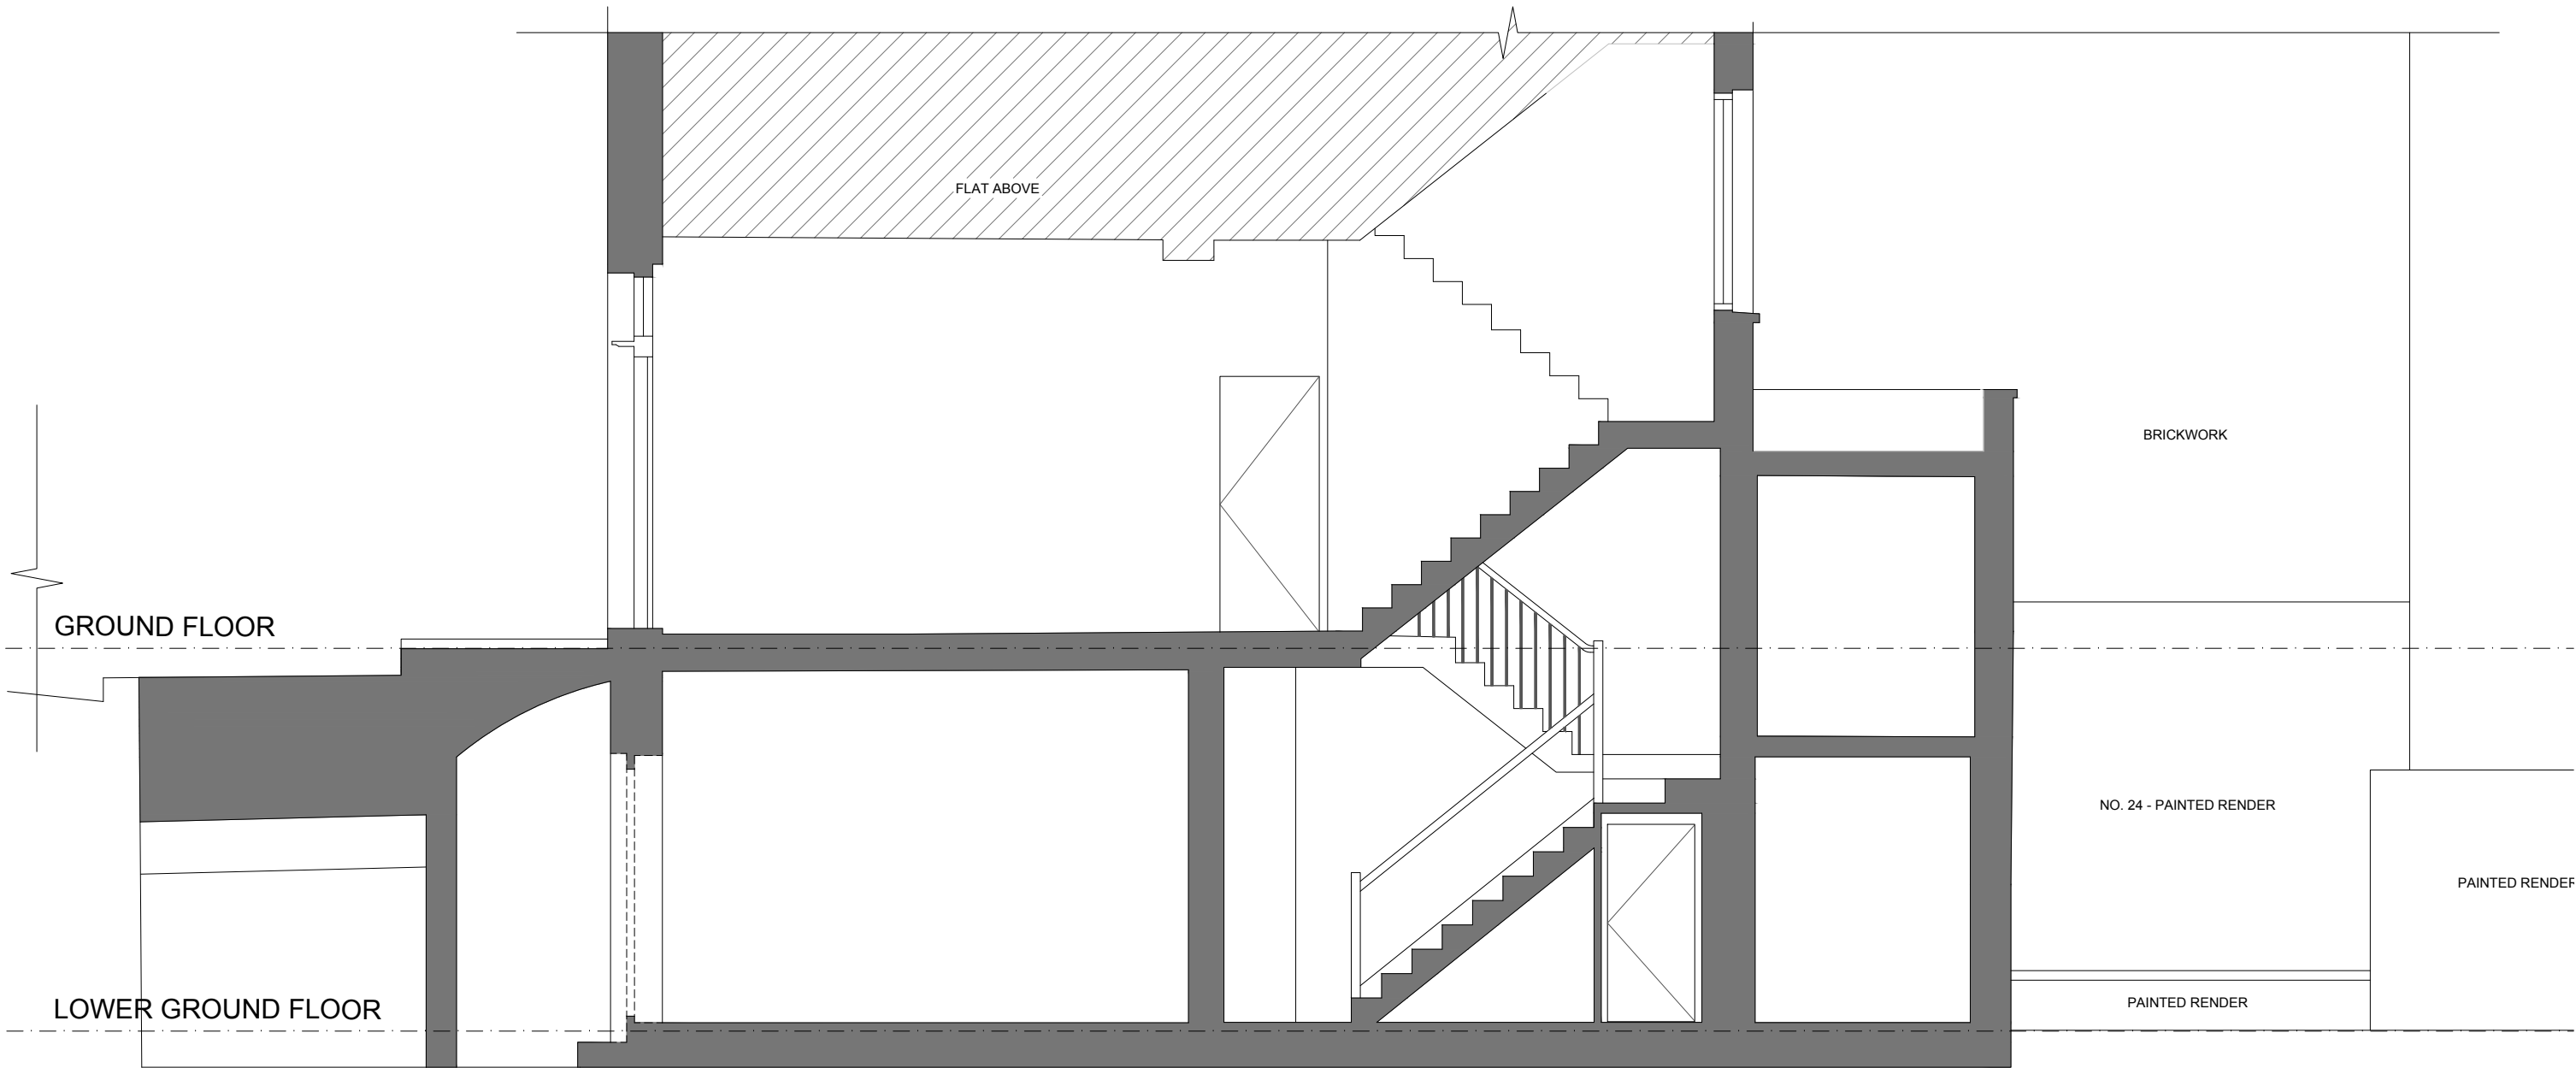 FLAT ABOVE
BRICKWORK
GROUND FLOOR
NO. 24 - PAINTED RENDER
PAINTED RENDER
LOWER GROUND FLOOR
PAINTED RENDER